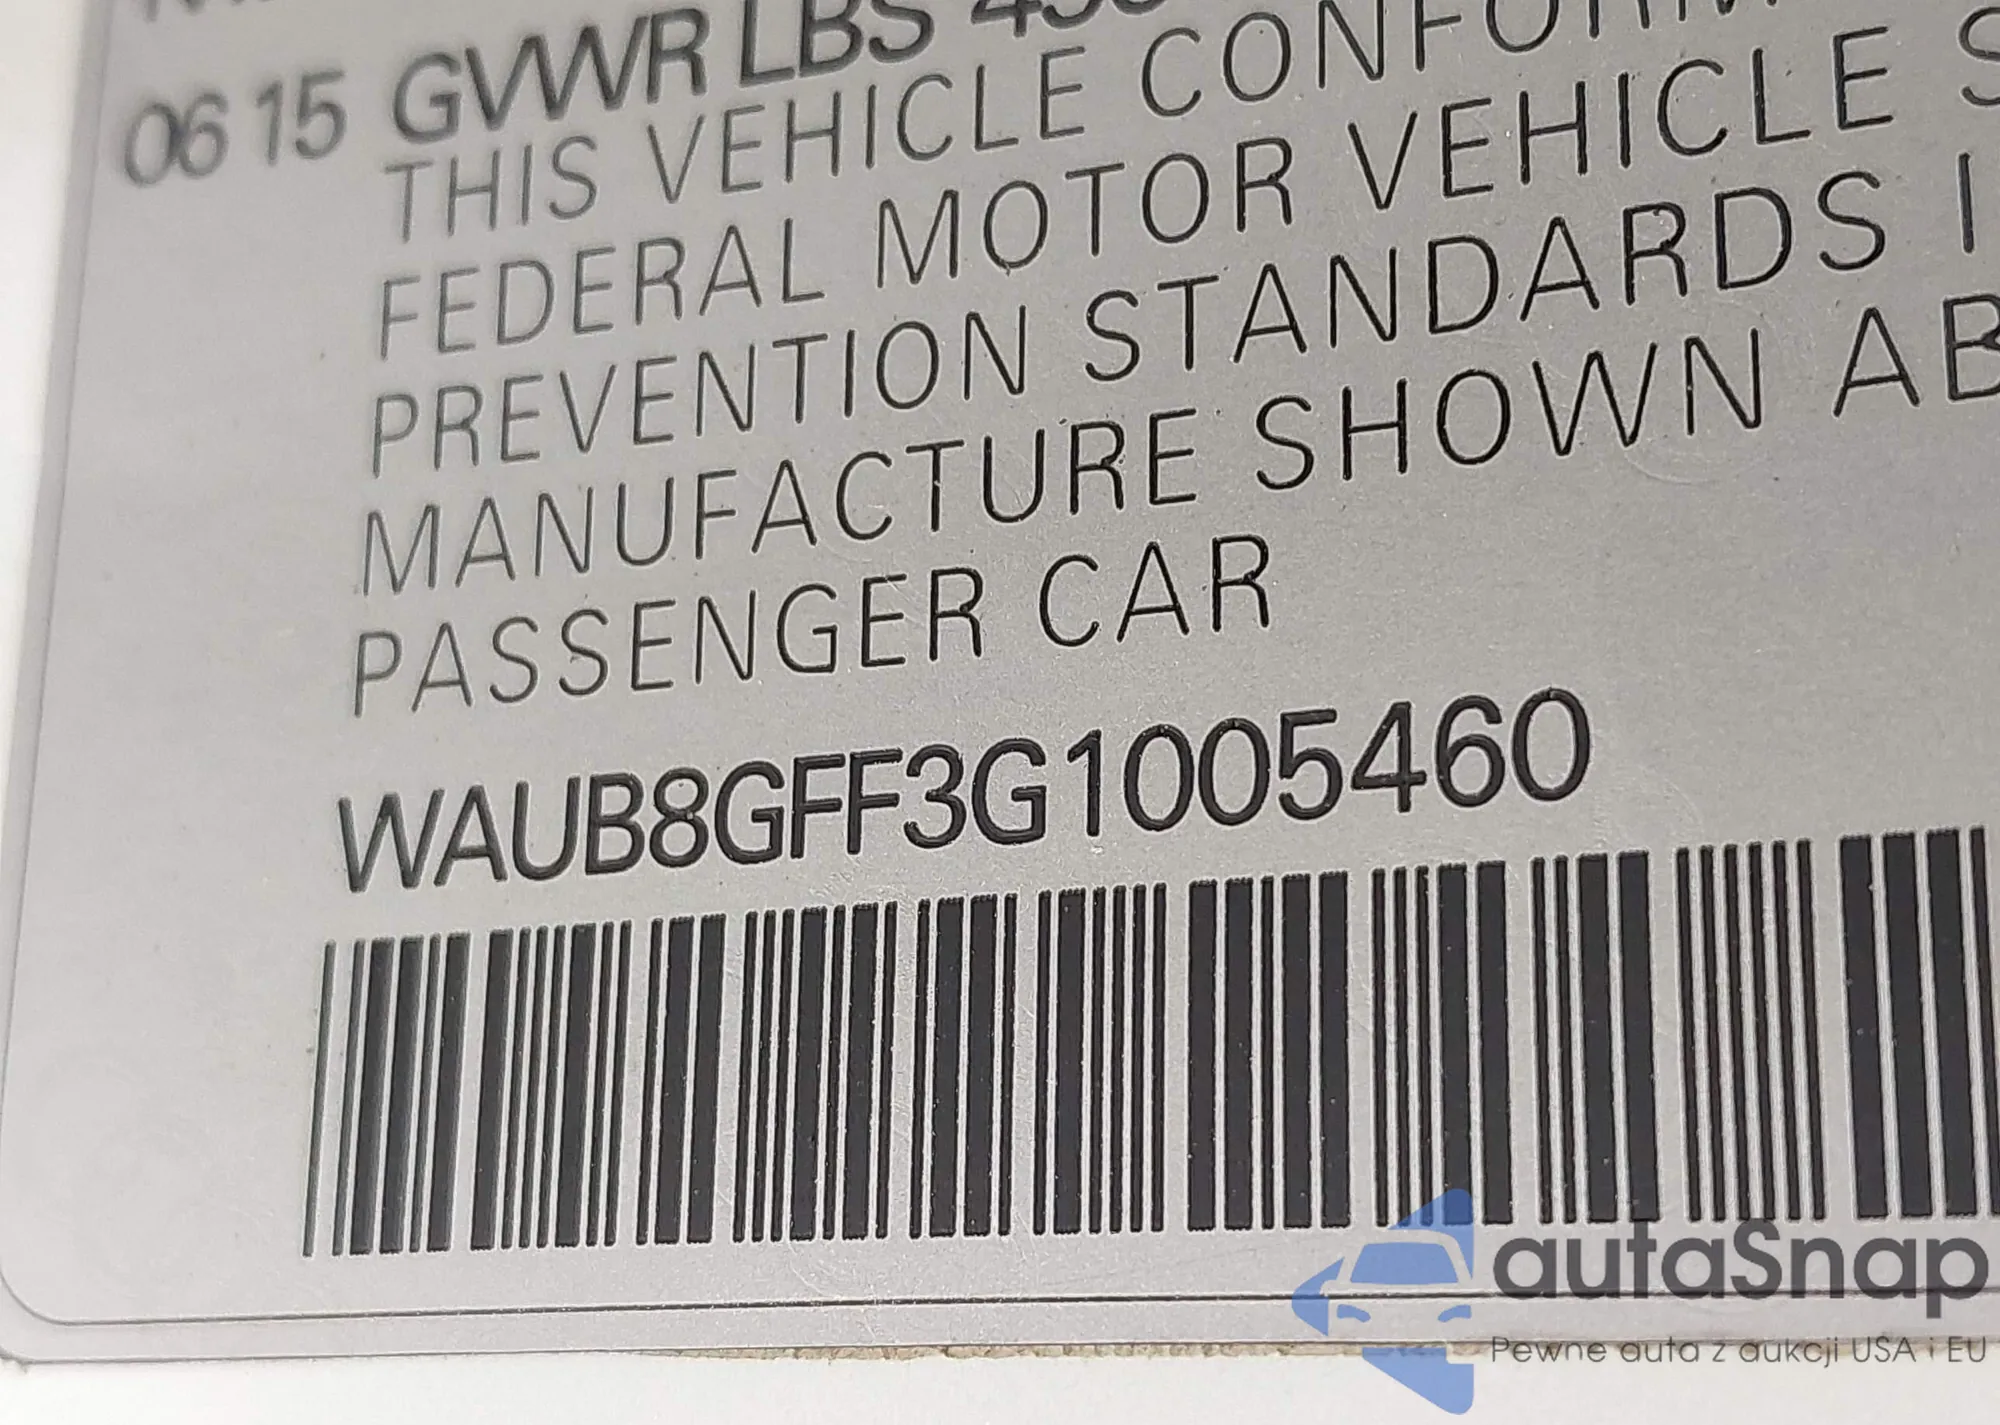 06 15 GVWR LBS
THIS VEHICLE
FEDERAL MOTOR VEHICLE
PREVENTION STANDARDS
MANUFACTURE SHOWN
PASSENGER CAR
WAUB8GFF3G1005460
autaSnap
Pewne auta z aukcji USA i EU